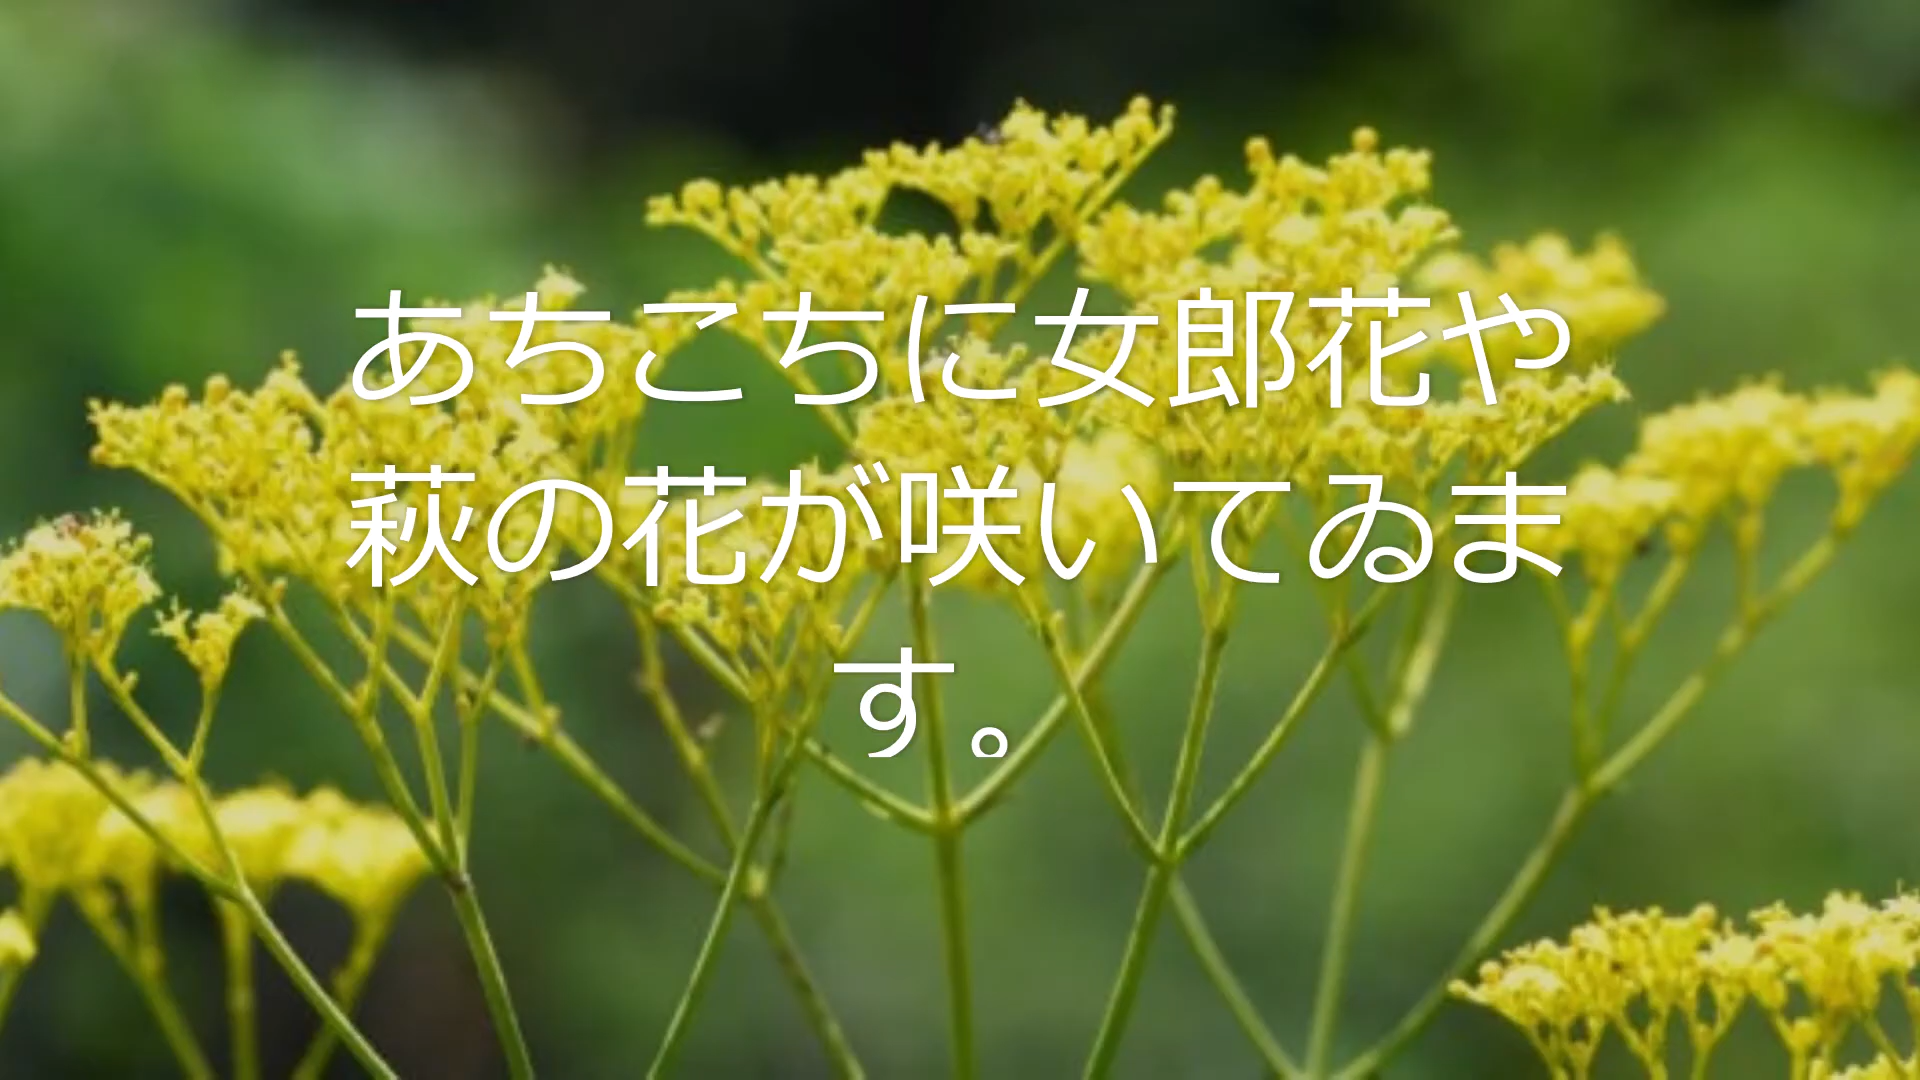 あちこちに女郎花や
萩の花が咲いてゐま
す。